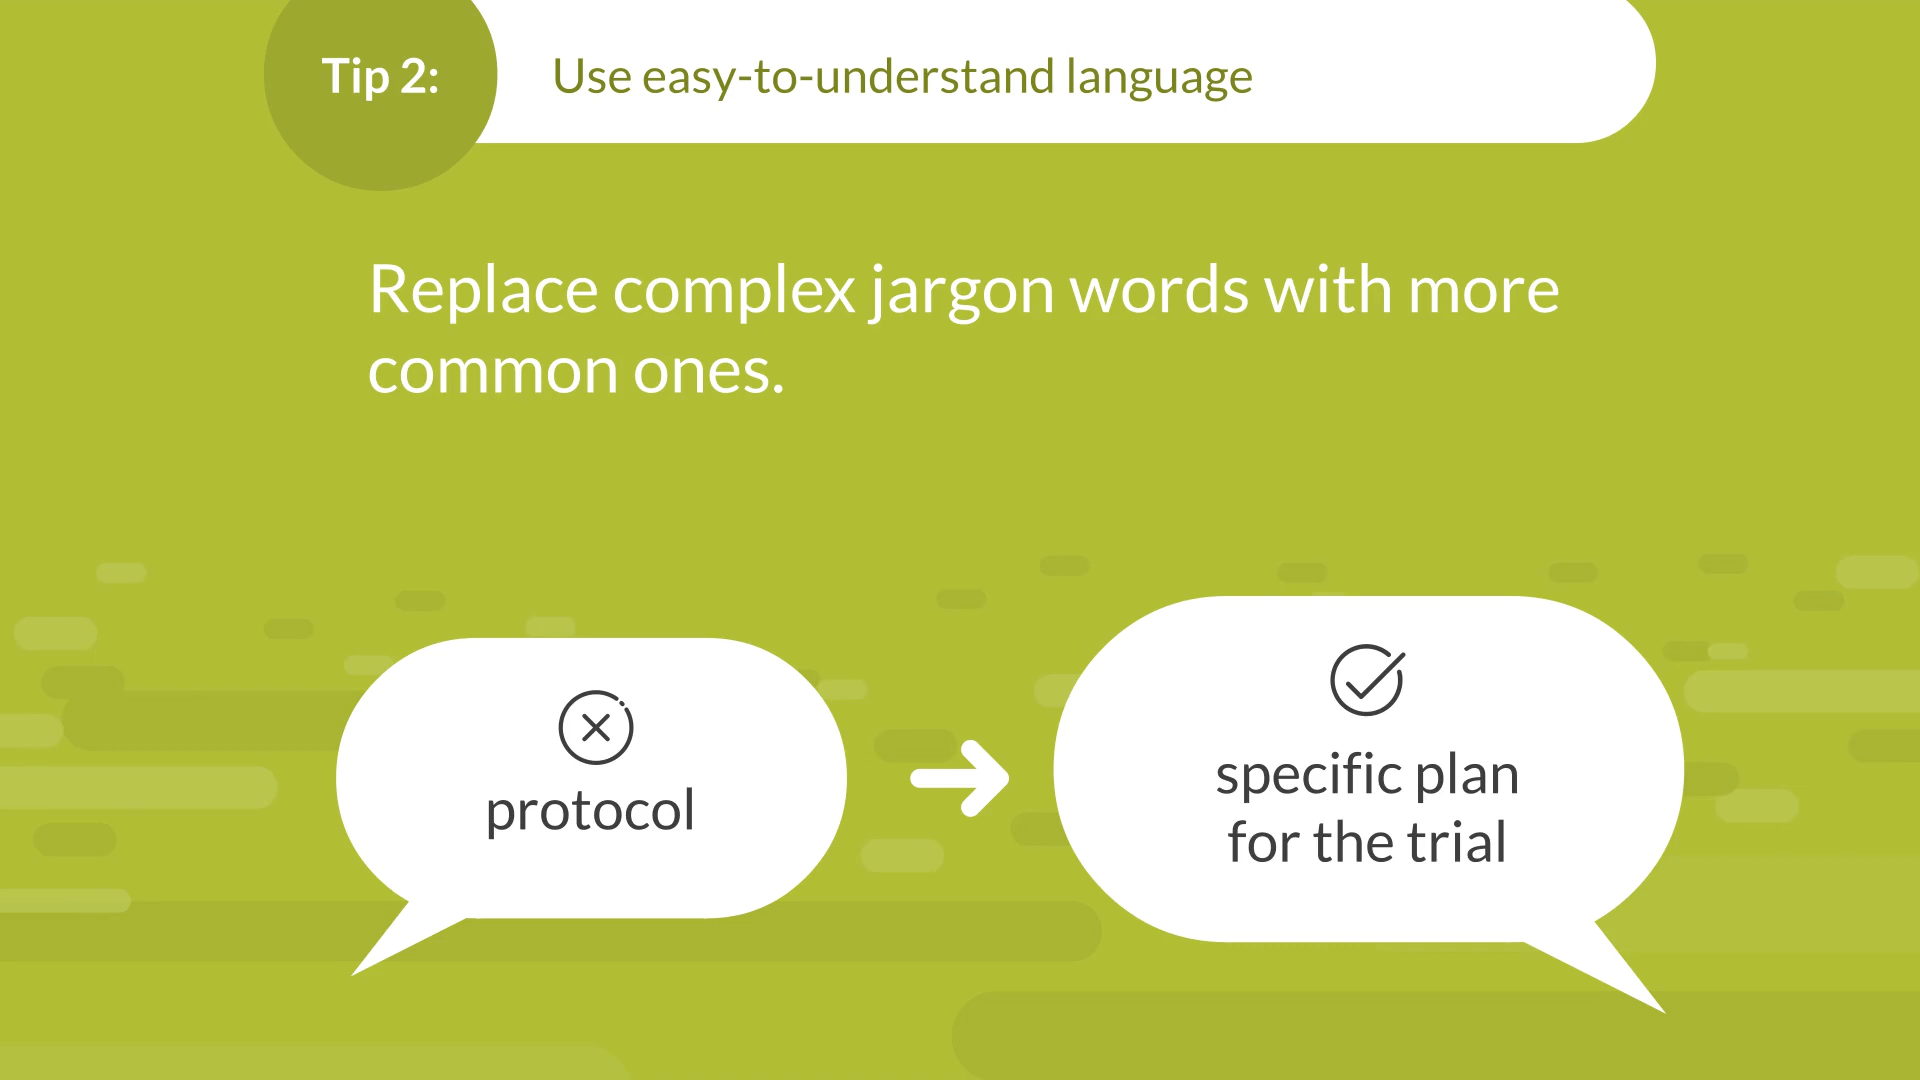 Tip 2:
Use easy-to-understand language
Replace complex jargon words with more
common ones.
protocol
specific plan
for the trial